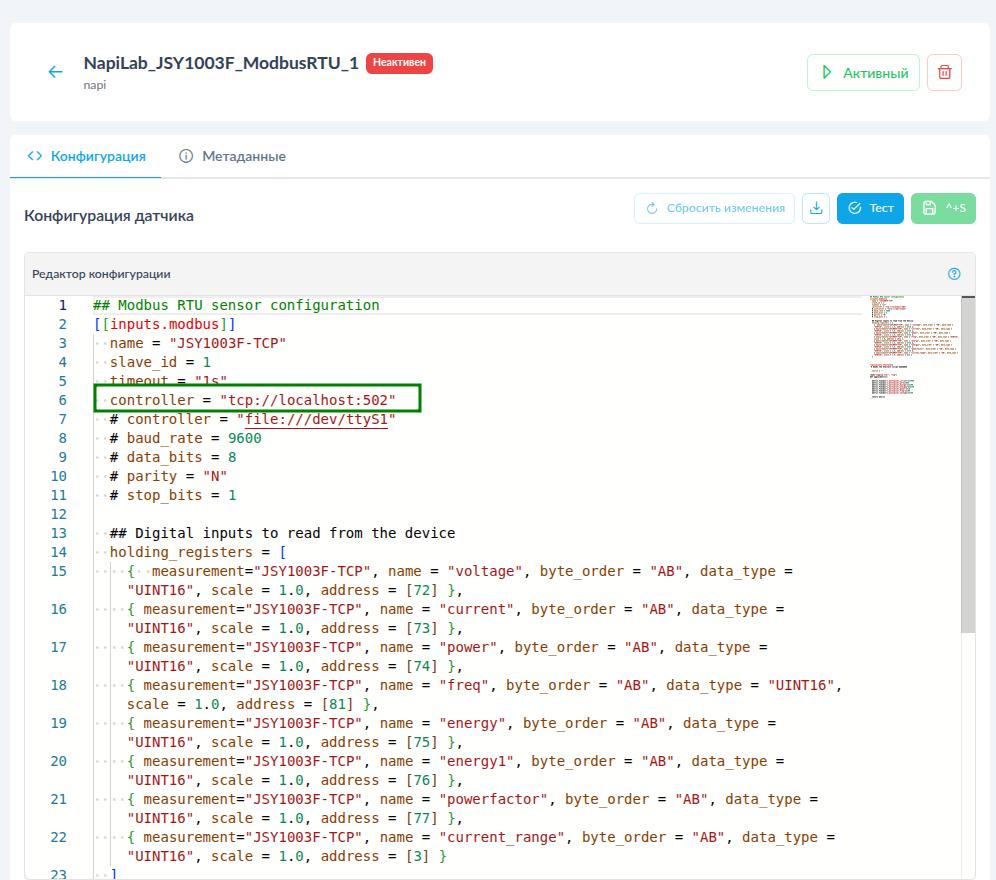 NapiLab_JSY1003F_ModbusRTU_1 Неактивен
napi
Активный
Конфигурация Метаданные
Конфигурация датчика
Сбросить изменения
Тест
^+S
Редактор конфигурации
1 ## Modbus RTU sensor configuration
2 [[inputs.modbus]]
3 name = "JSY1003F-TCP"
4 slave_id = 1
5 timeout = "1s"
6 controller = "tcp://localhost:502"
7 # controller = "file:///dev/ttyS1"
8 # baud_rate = 9600
9 # data_bits = 8
10 # parity = "N"
11 # stop_bits = 1
12
13 ## Digital inputs to read from the device
14 holding_registers = [
15 { measurement="JSY1003F-TCP", name = "voltage", byte_order = "AB", data_type =
"UINT16", scale = 1.0, address = [72] },
16 { measurement="JSY1003F-TCP", name = "current", byte_order = "AB", data_type =
"UINT16", scale = 1.0, address = [73] },
17 { measurement="JSY1003F-TCP", name = "power", byte_order = "AB", data_type =
"UINT16", scale = 1.0, address = [74] },
18 { measurement="JSY1003F-TCP", name = "freq", byte_order = "AB", data_type = "UINT16",
scale = 1.0, address = [81] },
19 { measurement="JSY1003F-TCP", name = "energy", byte_order = "AB", data_type =
"UINT16", scale = 1.0, address = [75] },
20 { measurement="JSY1003F-TCP", name = "energy1", byte_order = "AB", data_type =
"UINT16", scale = 1.0, address = [76] },
21 { measurement="JSY1003F-TCP", name = "powerfactor", byte_order = "AB", data_type =
"UINT16", scale = 1.0, address = [77] },
22 { measurement="JSY1003F-TCP", name = "current_range", byte_order = "AB", data_type =
"UINT16", scale = 1.0, address = [3] }
23 ]